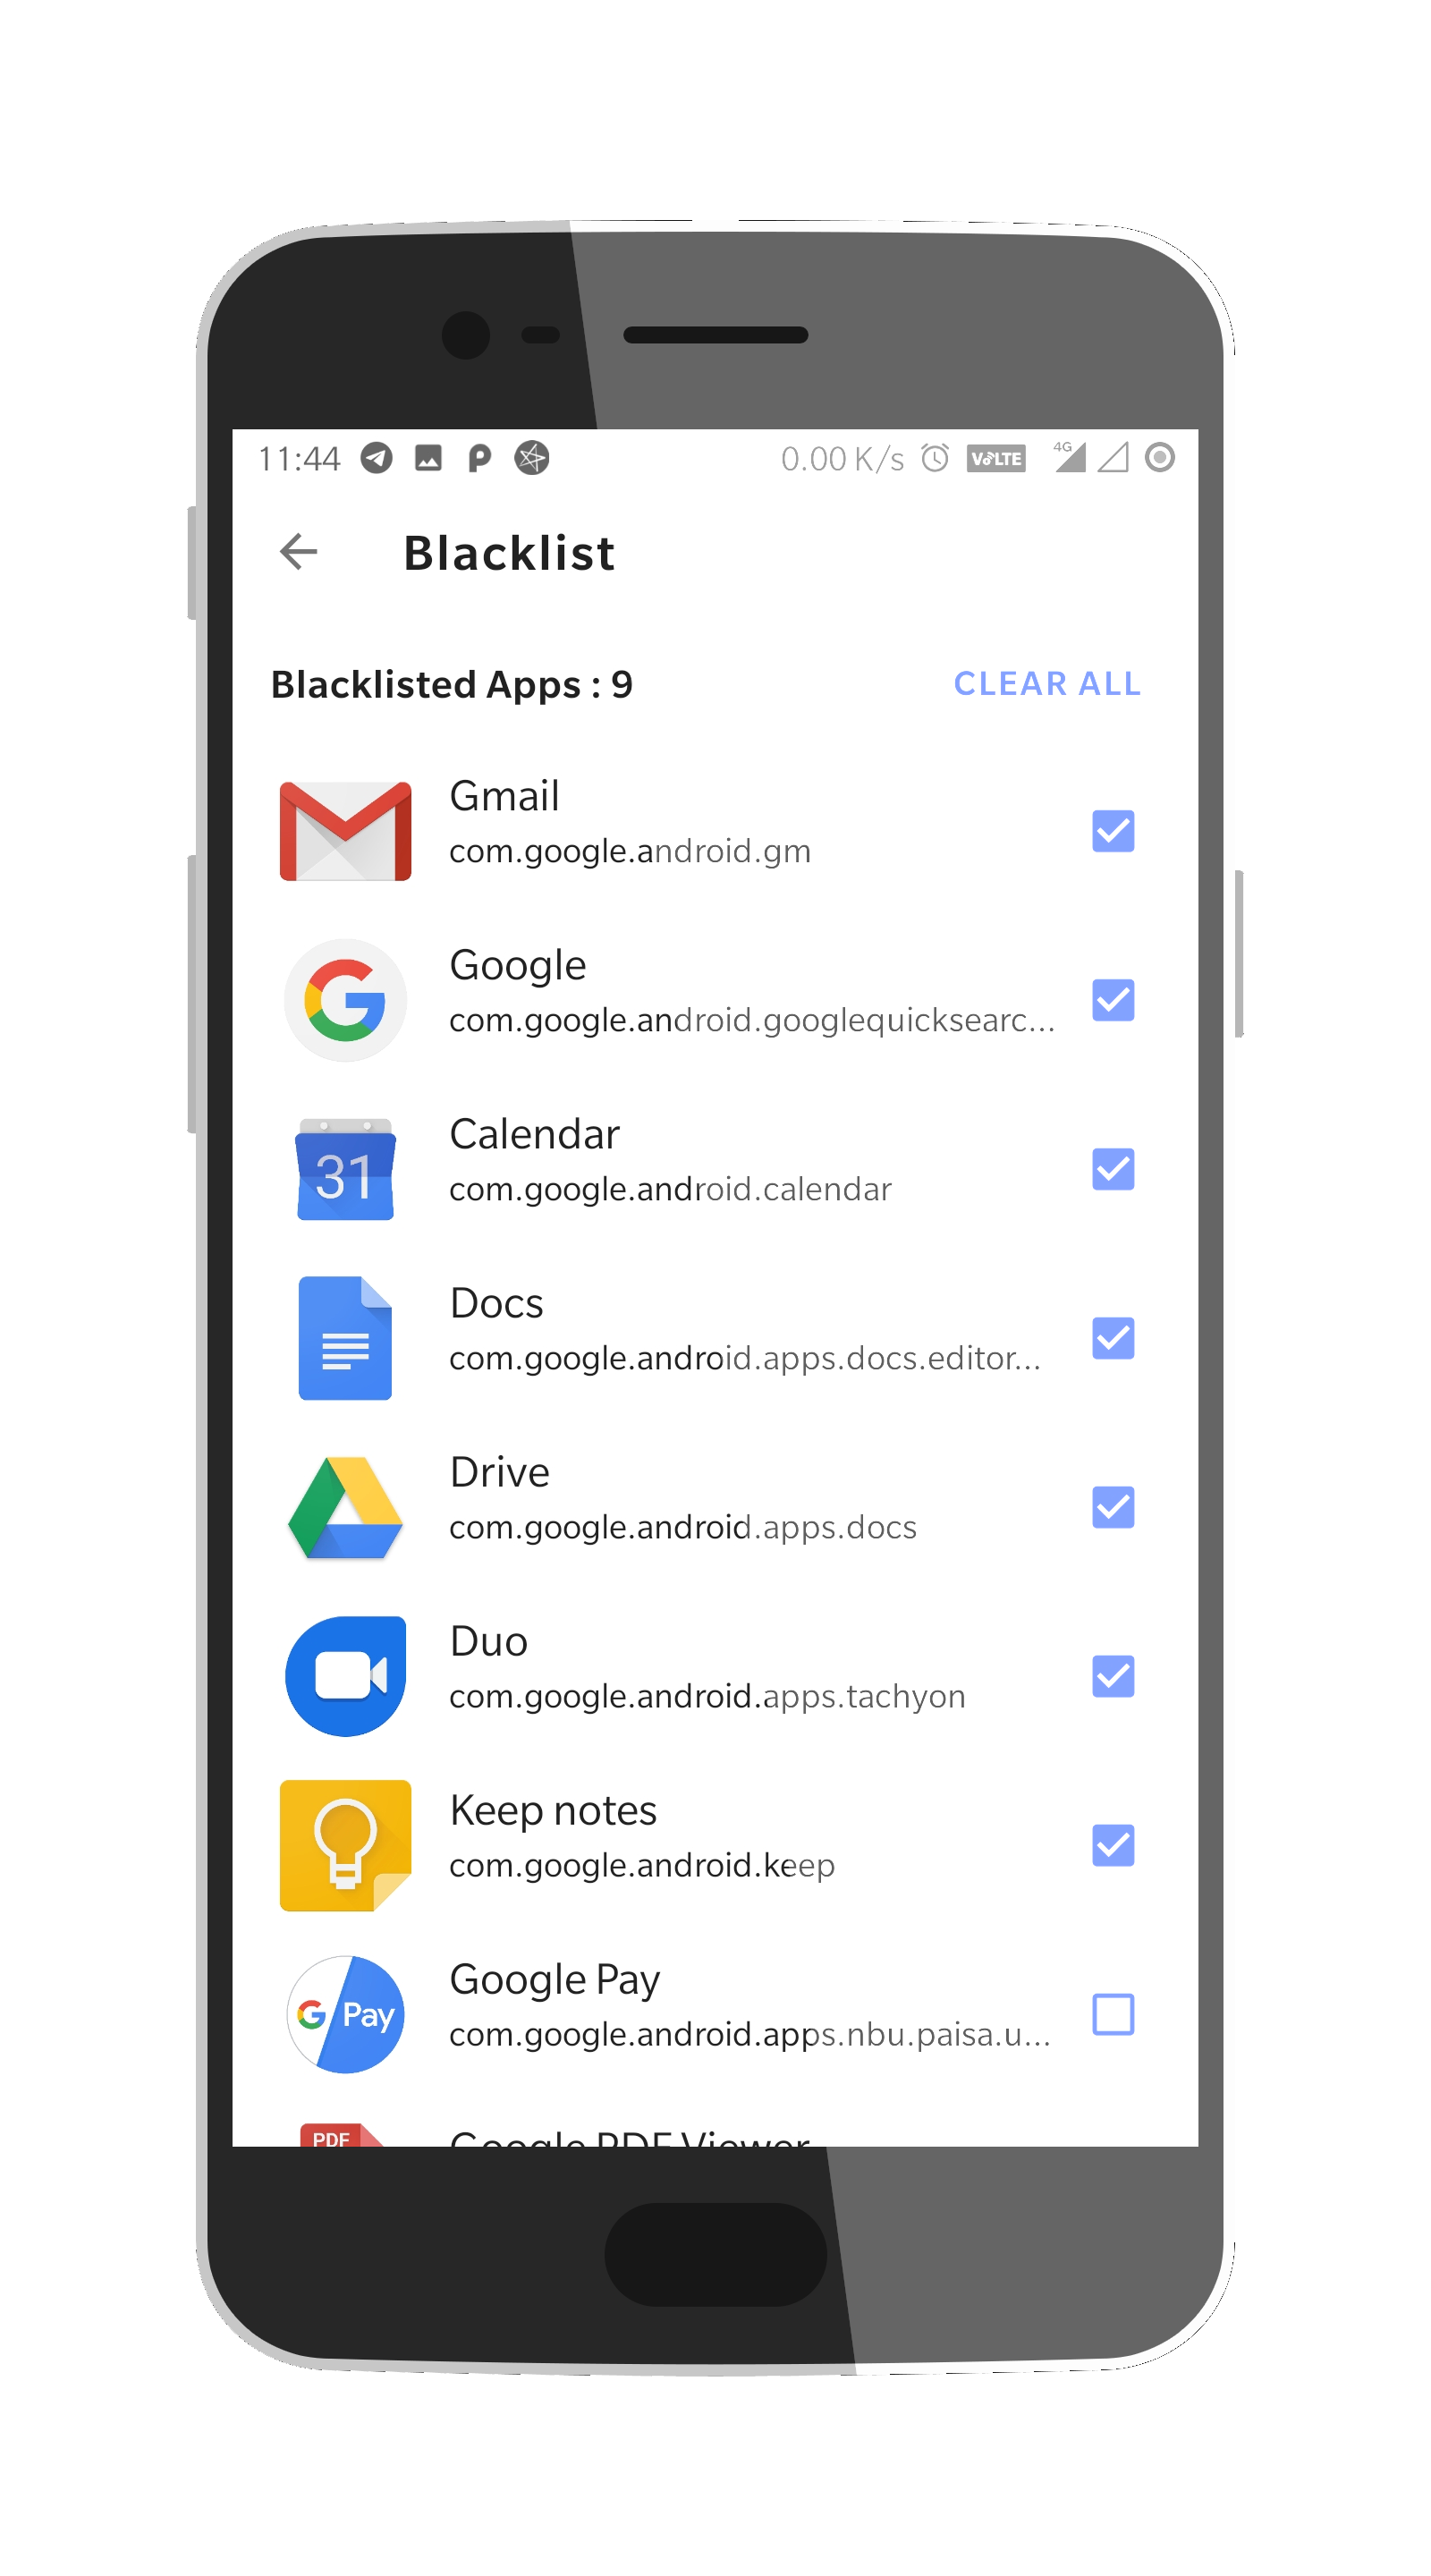 11:44 0.00 K/s VoLTE 4G
Blacklist
Blacklisted Apps : 9 CLEAR ALL
Gmail
com.google.android.gm
Google
com.google.android.googlequicksearc...
31
Calendar
com.google.android.calendar
Docs
com.google.android.apps.docs.editor...
Drive
com.google.android.apps.docs
Duo
com.google.android.apps.tachyon
Keep notes
com.google.android.keep
G Pay
Google Pay
com.google.android.apps.nbu.paisa.u...
PDF
Google PDF Viewer